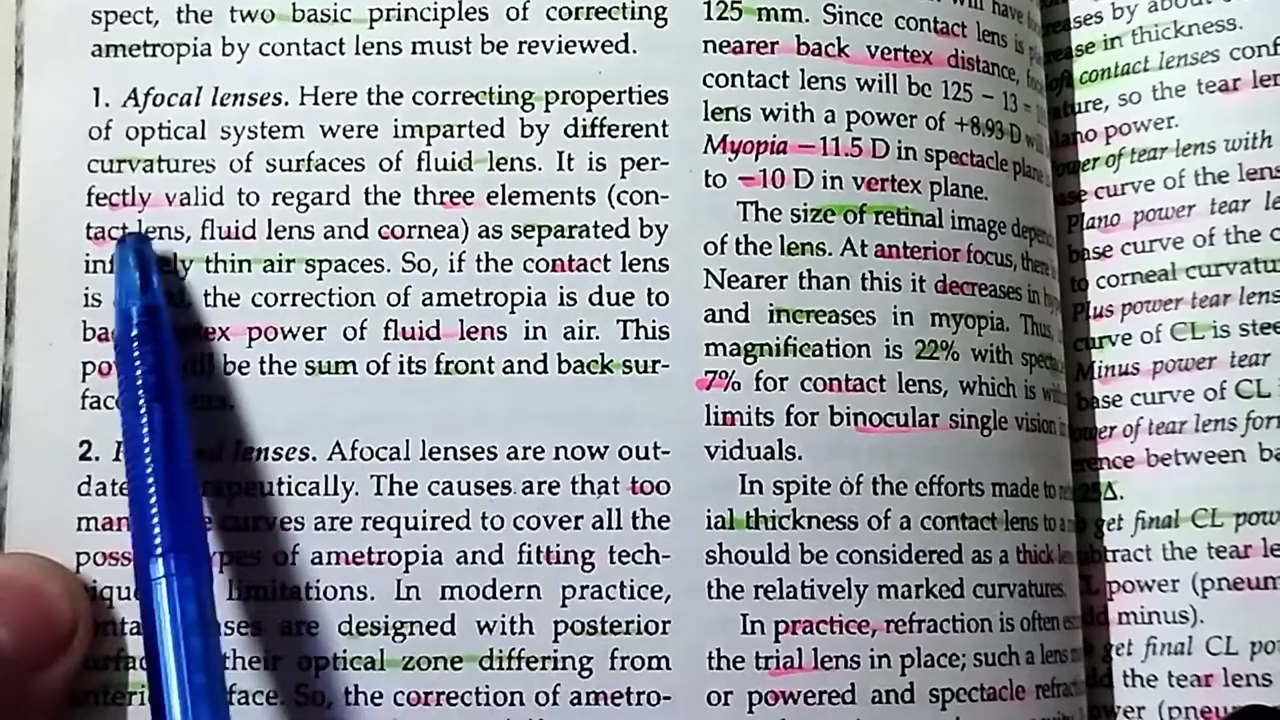 spect, the two basic principles of correcting
ametropia by contact lens must be reviewed.
1. Afocal lenses. Here the correcting properties
of optical system were imparted by different
curvatures of surfaces of fluid lens. It is per-
fectly valid to regard the three elements (con-
tact lens, fluid lens and cornea) as separated by
thin air spaces. So, if the contact lens
is the correction of ametropia is due to
power of fluid lens in air. This
be the sum of its front and back sur-
2. lenses. Afocal lenses are now out-
The causes are that too
curves are required to cover all the
of ametropia and fitting tech-
limitations. In modern practice,
are designed with posterior
their optical zone differing from
So, the correction of ametro-
125 mm. Since contact lens is
nearer back vertex distance,
contact lens will be 125 – 13 =
lens with a power of +8.93 D
Myopia –11.5 D in spectacle plane
to –10 D in vertex plane.
The size of retinal image
of the lens. At anterior focus, there
Nearer than this it decreases in
and increases in myopia. Thus,
magnification is 22% with
7% for contact lens, which is
limits for binocular single vision
viduals.
In spite of the efforts made to
ial thickness of a contact lens to
should be considered as a thick
the relatively marked curvatures.
In practice, refraction is often
the trial lens in place; such a lens
or powered and spectacle
by
in thickness.
contact lenses
so the tear
power.
of tear lens with
curve of the lens
Plano power tear
base curve of the
to corneal
Plus power tear lens
curve of CL is
Minus power tear
base curve of CL
of tear lens
between
get final CL
the tear
power
minus).
get final CL
the tear lens